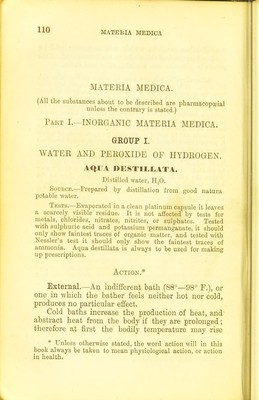 110 MATERIA MEDICA
MATERIA MEDICA.
(All the substances about to be described are pharmacopœial
unless the contrary is stated.)
PART I.—INORGANIC MATERIA MEDICA.
GROUP I.
WATER AND PEROXIDE OF HYDROGEN.
AQUA DESTILLATA.
Distilled water, H₂O.
SOURCE.—Prepared by distillation from good natura
potable water.
TESTS.—Evaporated in a clean platinum capsule it leaves
a scarcely visible residue. It is not affected by tests for
metals, chlorides, nitrates, nitrites, or sulphates. Tested
with sulphuric acid and potassium permanganate, it should
only show faintest traces of organic matter, and tested with
Nessler's test it should only show the faintest traces of
ammonia. Aqua destillata is always to be used for making
up prescriptions.
ACTION.*
External.—An indifferent bath (88°—98° F.), or
one in which the bather feels neither hot nor cold,
produces no particular effect.
Cold baths increase the production of heat, and
abstract heat from the body if they are prolonged;
therefore at first the bodily temperature may rise
* Unless otherwise stated, the word action will in this
book always be taken to mean physiological action, or action
in health.